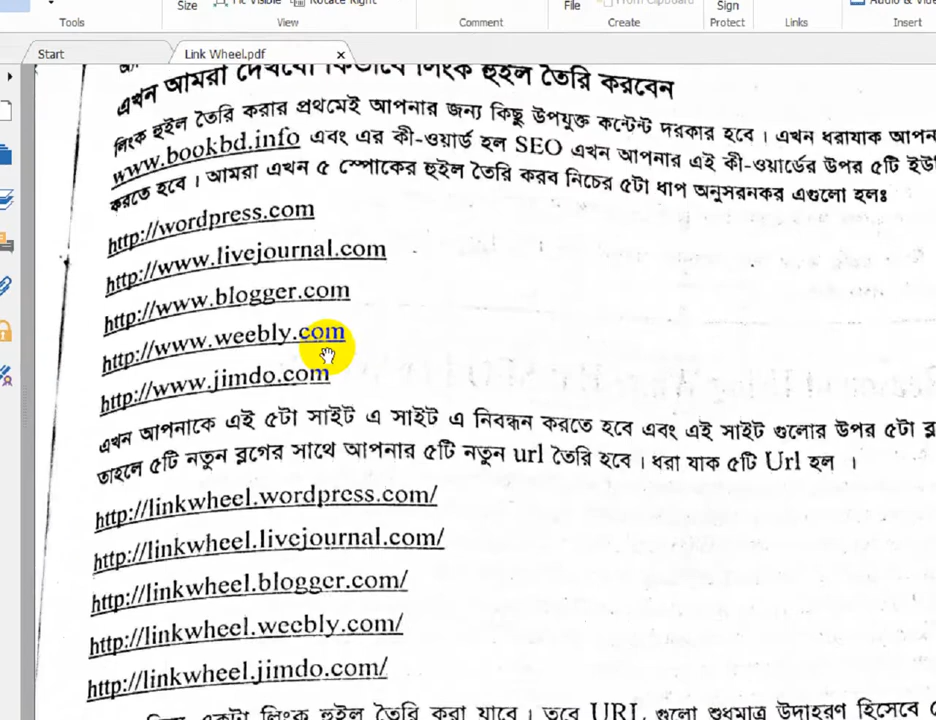 Size
Fit Visible
Rotate Right
File
From Clipboard
Sign
Tools
View
Comment
Create
Protect
Links
Insert
Start
Link Wheel.pdf
এখন আমরা দেখবো কিভাবে লিংক হুইল তৈরি করবেন
লিংক হুইল তৈরি করার প্রথমেই আপনার জন্য কিছু উপযুক্ত কন্টেন্ট দরকার হবে । এখন ধরাযাক আপন
www.bookbd.info এবং এর কী-ওয়ার্ড হল SEO এখন আপনার এই কী-ওয়ার্ডের উপর ৫টি ইউ
করতে হবে । আমরা এখন ৫ স্পোকের হুইল তৈরি করব নিচের ৫টা ধাপ অনুসরনকর এগুলো হলঃ
http://wordpress.com
http://www.livejournal.com
http://www.blogger.com
http://www.weebly.com
http://www.jimdo.com
এখন আপনাকে এই ৫টা সাইট এ সাইট এ নিবন্ধন করতে হবে এবং এই সাইট গুলোর উপর ৫টা ব্ল
তাহলে ৫টি নতুন ব্লগের সাথে আপনার ৫টি নতুন url তৈরি হবে । ধরা যাক ৫টি Url হল ।
http://linkwheel.wordpress.com/
http://linkwheel.livejournal.com/
http://linkwheel.blogger.com/
http://linkwheel.weebly.com/
http://linkwheel.jimdo.com/
একটা লিংক হুইল তৈরি করা যাবে । তবে URL গুলো শুধমাত্র উদাহরণ হিসেবে